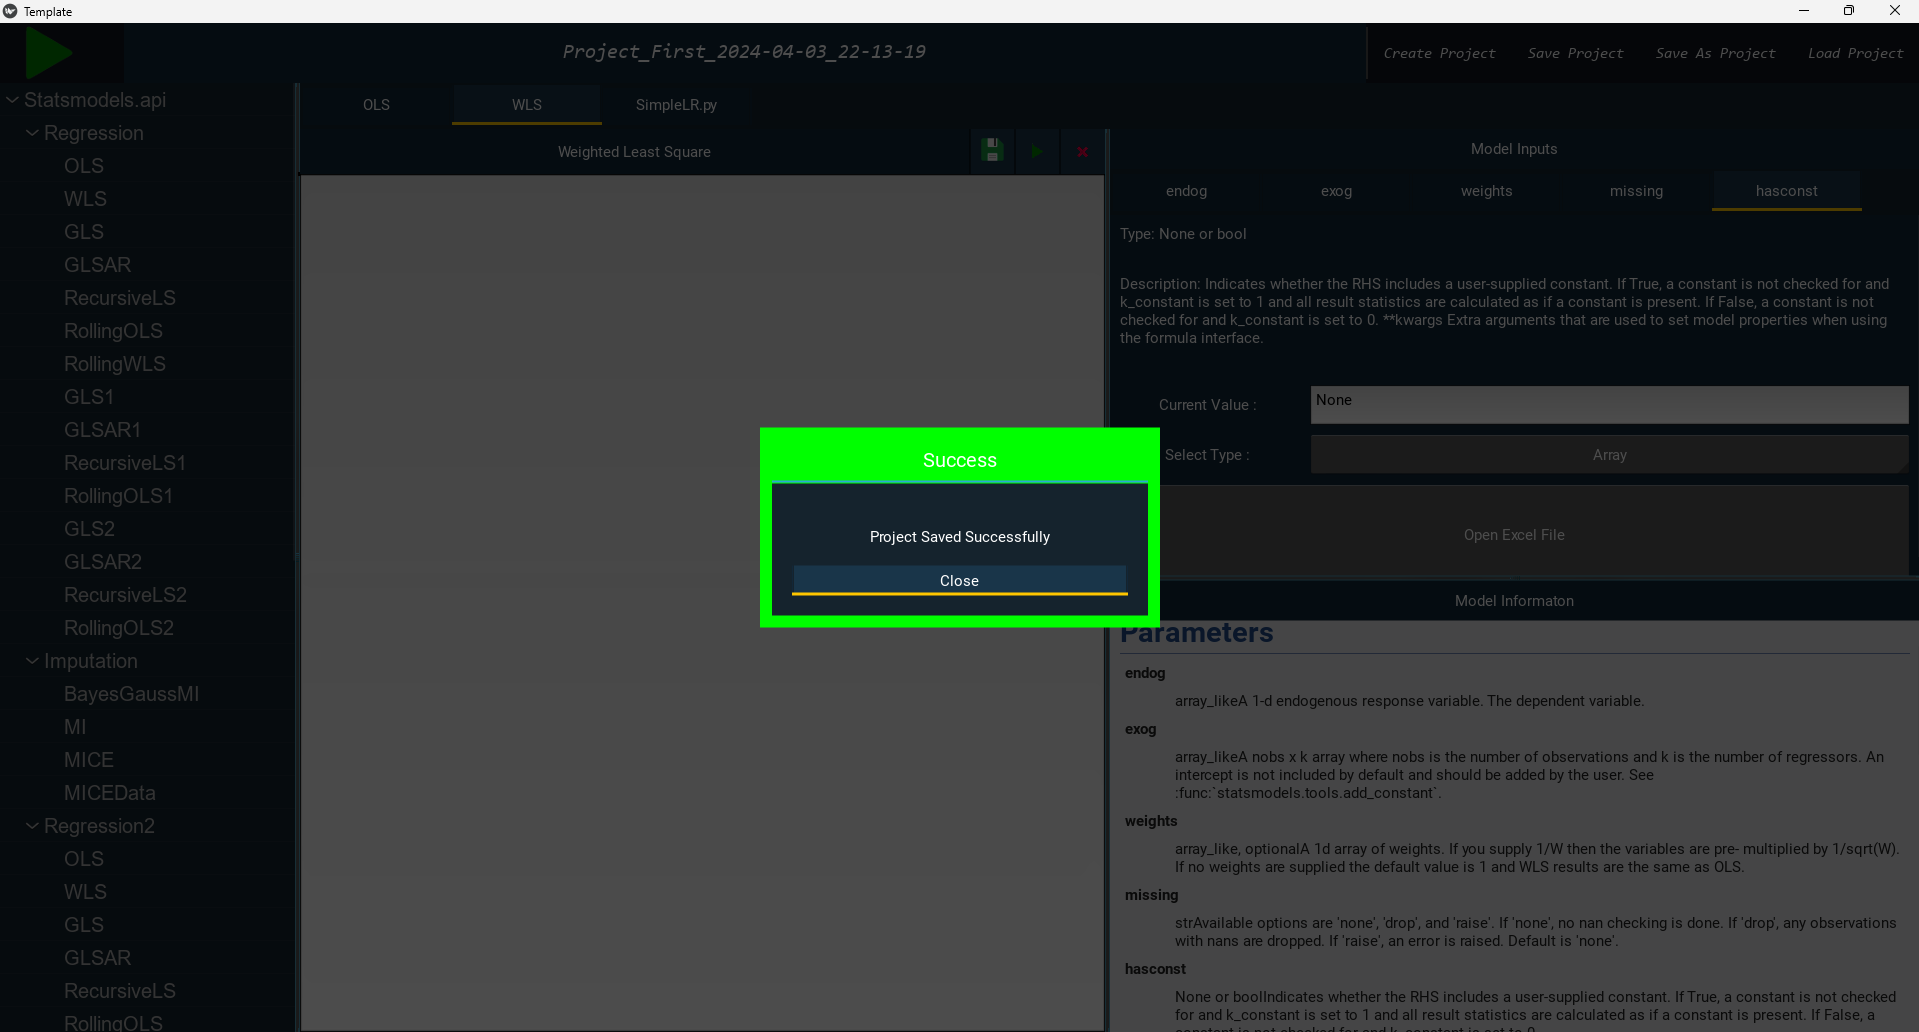 Template
Project_First_2024-04-03_22-13-19
Create Project
Save Project
Save As Project
Load Project
Statsmodels.api
Regression
OLS
WLS
GLS
GLSAR
RecursiveLS
RollingOLS
RollingWLS
GLS1
GLSAR1
RecursiveLS1
RollingOLS1
GLS2
GLSAR2
RecursiveLS2
RollingOLS2
Imputation
BayesGaussMI
MI
MICE
MICEData
Regression2
OLS
WLS
GLS
GLSAR
RecursiveLS
RollingOLS
OLS
WLS
SimpleLR.py
Weighted Least Square
Model Inputs
endog
exog
weights
missing
hasconst
Type: None or bool
Description: Indicates whether the RHS includes a user-supplied constant. If True, a constant is not checked for and
k_constant is set to 1 and all result statistics are calculated as if a constant is present. If False, a constant is not
checked for and k_constant is set to 0. **kwargs Extra arguments that are used to set model properties when using
the formula interface.
Current Value :
None
Select Type :
Array
Open Excel File
Success
Project Saved Successfully
Close
Model Informaton
Parameters
endog
array_likeA 1-d endogenous response variable. The dependent variable.
exog
array_likeA nobs x k array where nobs is the number of observations and k is the number of regressors. An
intercept is not included by default and should be added by the user. See
:func:`statsmodels.tools.add_constant`.
weights
array_like, optionalA 1d array of weights. If you supply 1/W then the variables are pre- multiplied by 1/sqrt(W).
If no weights are supplied the default value is 1 and WLS results are the same as OLS.
missing
strAvailable options are 'none', 'drop', and 'raise'. If 'none', no nan checking is done. If 'drop', any observations
with nans are dropped. If 'raise', an error is raised. Default is 'none'.
hasconst
None or boolIndicates whether the RHS includes a user-supplied constant. If True, a constant is not checked
for and k_constant is set to 1 and all result statistics are calculated as if a constant is present. If False, a
constant is not checked for and k_constant is set to 0.